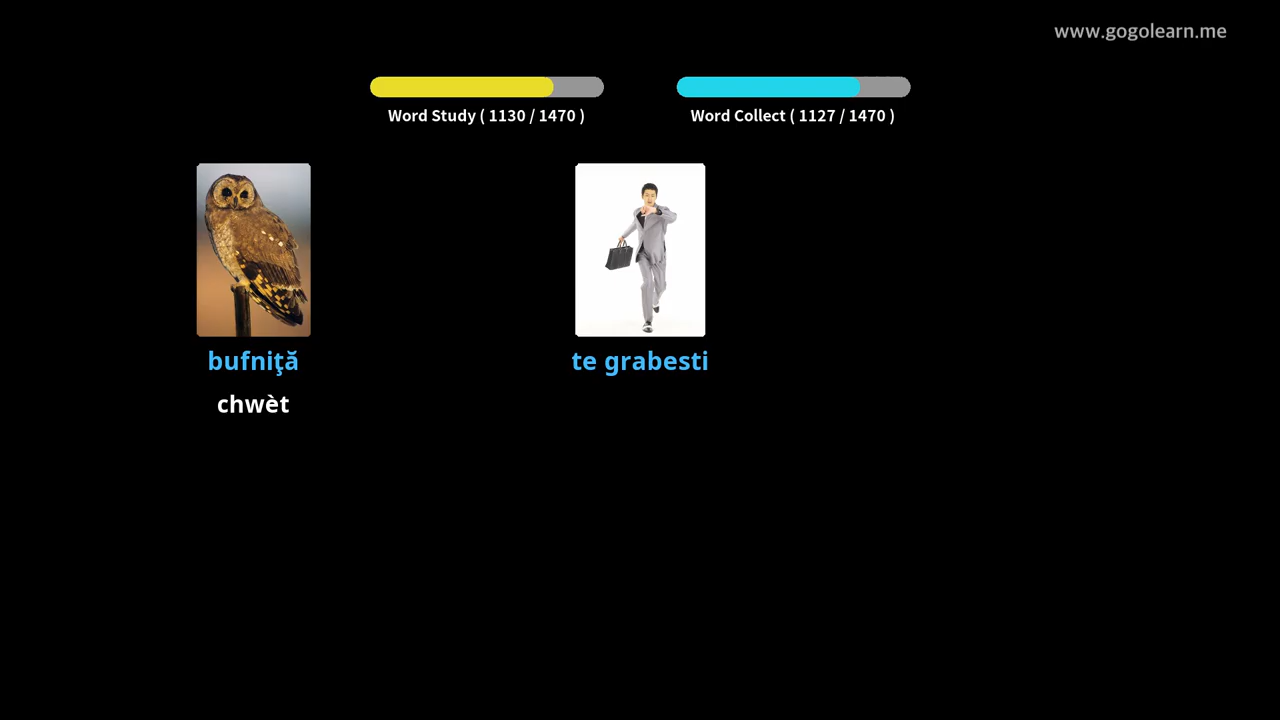 www.gogolearn.me
Word Study ( 1130 / 1470 )
Word Collect ( 1127 / 1470 )
bufniţă
te grabesti
chwèt